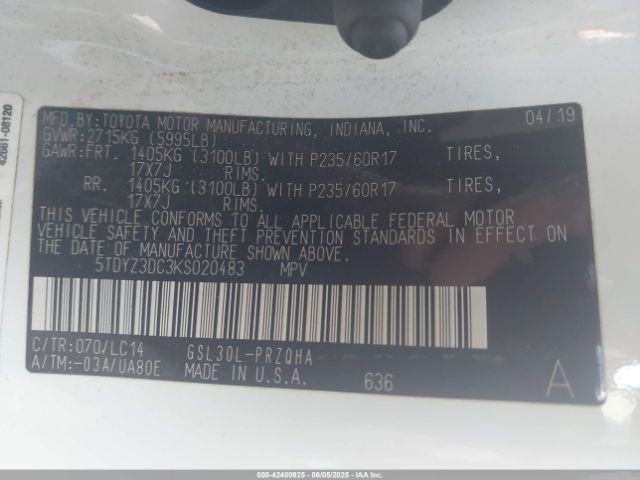 42661-08120
MFD.BY:TOYOTA MOTOR MANUFACTURING, INDIANA, INC. 04/19
GVWR:2715KG (5995LB)
GAWR:FRT. 1405KG (3100LB) WITH P235/60R17 TIRES,
17X7J RIMS.
RR. 1405KG (3100LB) WITH P235/60R17 TIRES,
17X7J RIMS.
THIS VEHICLE CONFORMS TO ALL APPLICABLE FEDERAL MOTOR
VEHICLE SAFETY AND THEFT PREVENTION STANDARDS IN EFFECT ON
THE DATE OF MANUFACTURE SHOWN ABOVE.
5TDYZ3DC3KS020483 MPV
C/TR:070/LC14 GSL30L-PRZQHA
A/TM:-03A/UA80E MADE IN U.S.A. 636 A
000-42450925 - 06/05/2025 - IAAI.COM